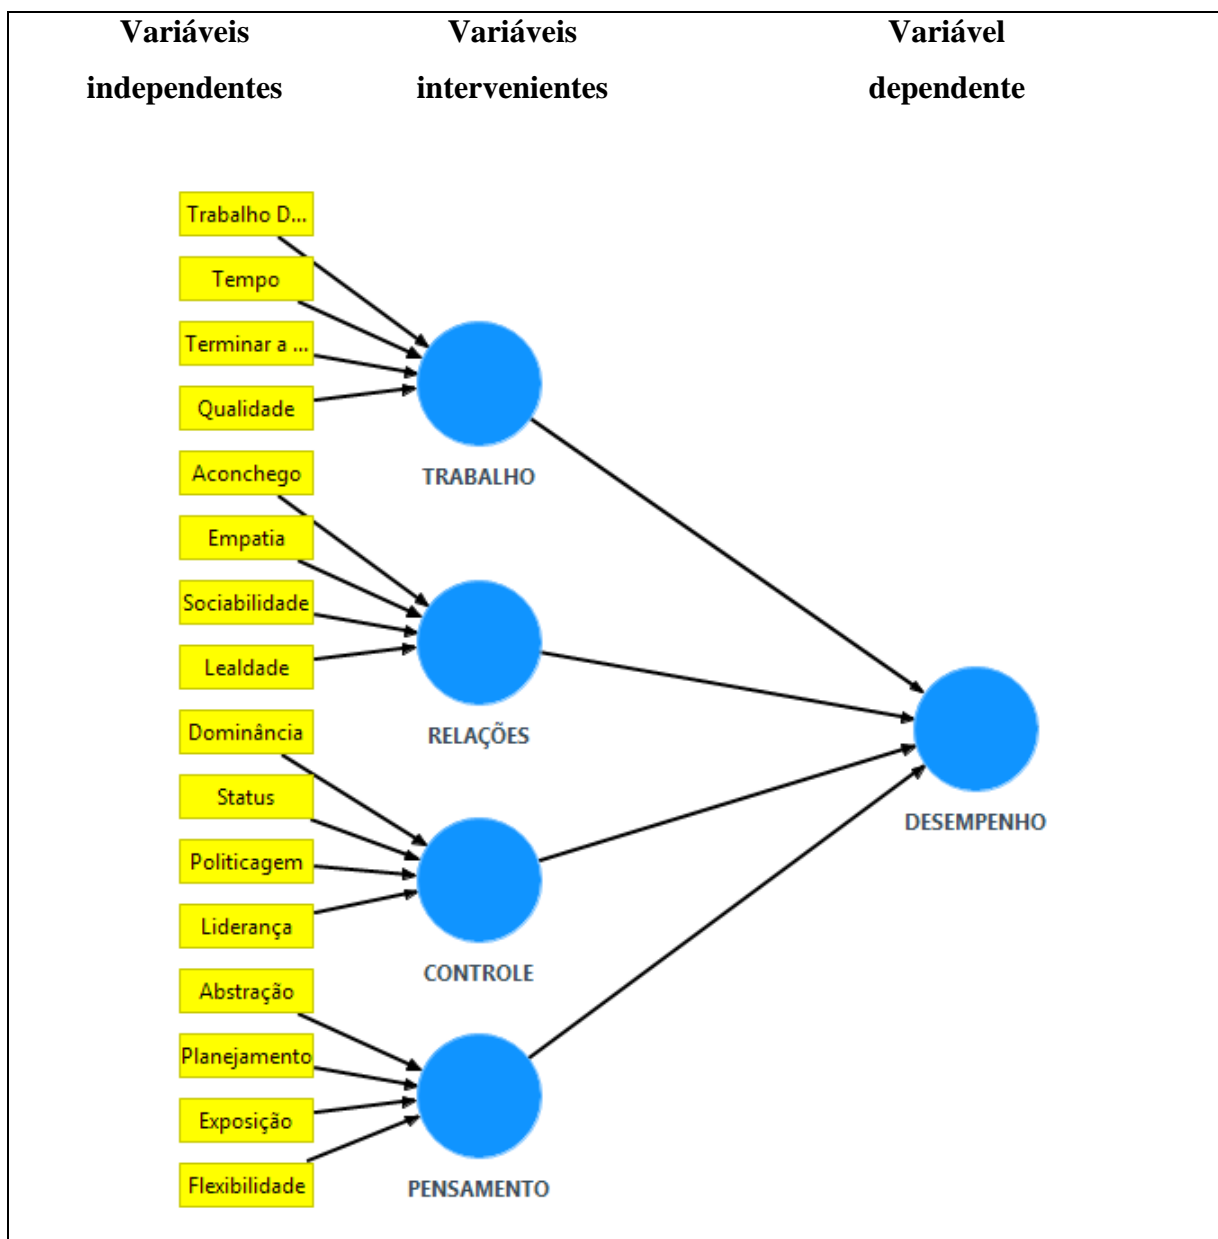 Variáveis
independentes
Variáveis
intervenientes
Variável
dependente
Trabalho D...
Tempo
Terminar a ...
Qualidade
TRABALHO
Aconchego
Empatia
Sociabilidade
Lealdade
RELAÇÕES
Dominância
Status
Politicagem
Liderança
CONTROLE
Abstração
Planejamento
Exposição
Flexibilidade
PENSAMENTO
DESEMPENHO